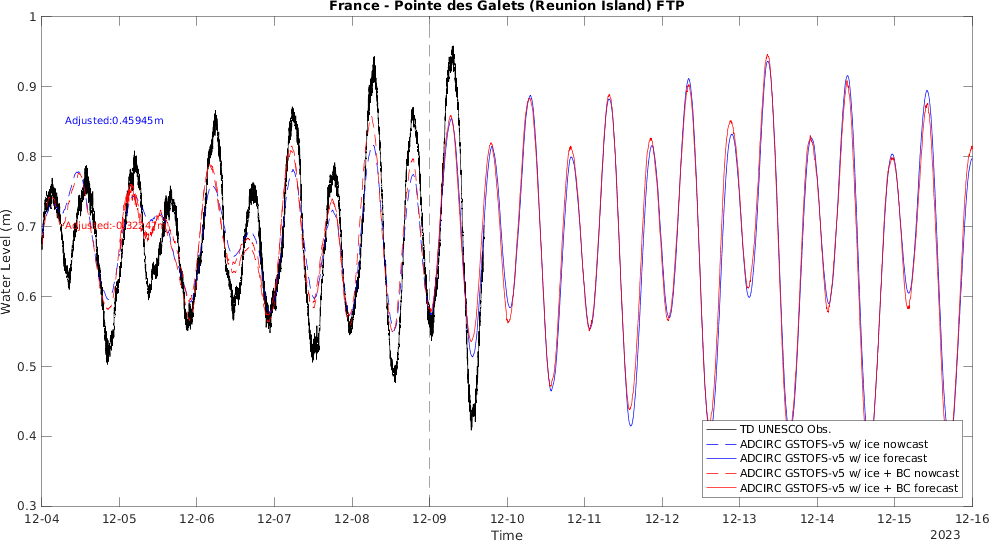 France - Pointe des Galets (Reunion Island) FTP
1
0.9
0.8
0.7
0.6
0.5
0.4
0.3
Water Level (m)
Adjusted:0.45945m
12-04
12-05
12-06
12-07
12-08
12-09
12-10
12-11
12-12
12-13
12-14
12-15
12-16
Time
2023
TD UNESCO Obs.
ADCIRC GSTOFS-v5 w/ ice nowcast
ADCIRC GSTOFS-v5 w/ ice forecast
ADCIRC GSTOFS-v5 w/ ice + BC nowcast
ADCIRC GSTOFS-v5 w/ ice + BC forecast